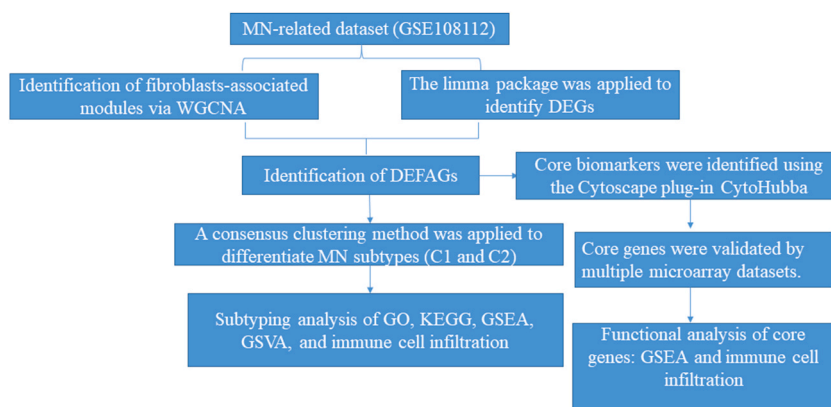 MN-related dataset (GSE108112)
Identification of fibroblasts-associated
modules via WGCNA
The limma package was applied to
identify DEGs
Identification of DEFAGs
Core biomarkers were identified using
the Cytoscape plug-in CytoHubba
A consensus clustering method was applied to
differentiate MN subtypes (C1 and C2)
Core genes were validated by
multiple microarray datasets.
Subtyping analysis of GO, KEGG, GSEA,
GSVA, and immune cell infiltration
Functional analysis of core
genes: GSEA and immune cell
infiltration